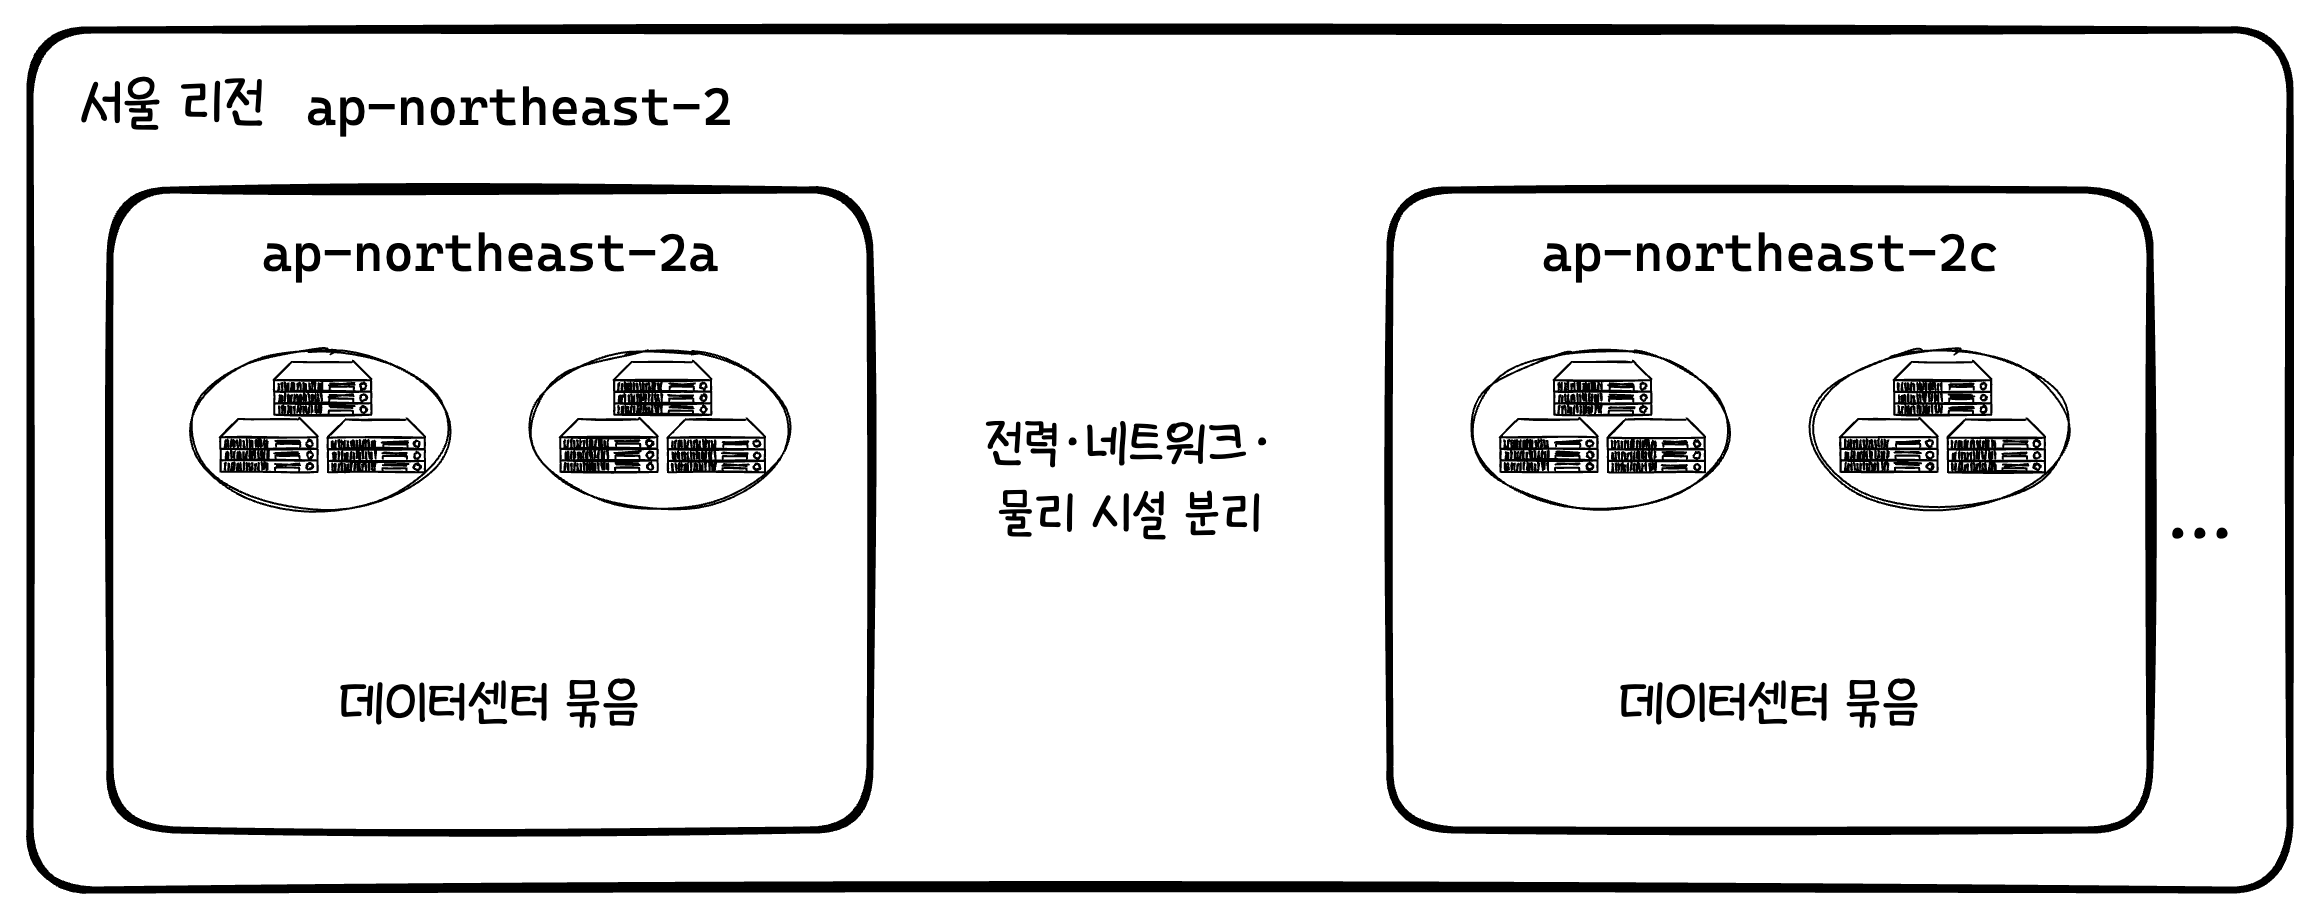 서울 리전 ap-northeast-2
ap-northeast-2a
데이터센터 묶음
전력·네트워크·
물리 시설 분리
ap-northeast-2c
데이터센터 묶음
...